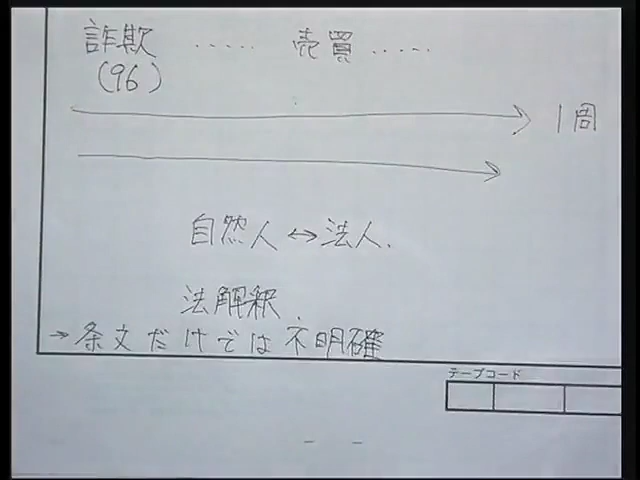 詐欺 ‥‥‥ 売買 ‥‥‥
(96)
1周
自然人↔法人.
法解釈.
→条文だけでは不明確
テープコード